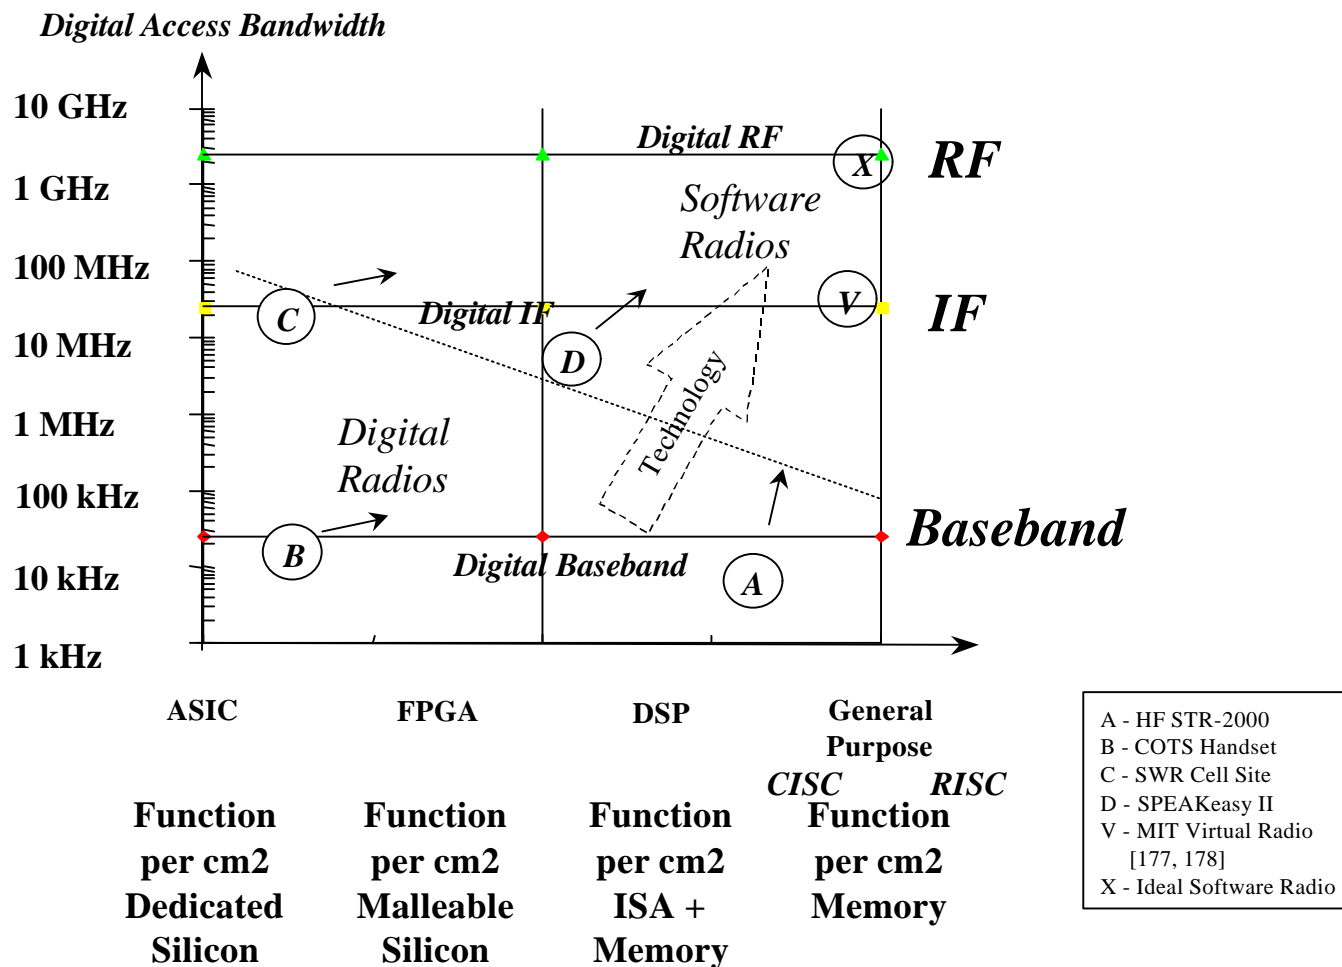 Digital Access Bandwidth
10 GHz
Digital RF
X
RF
1 GHz
Software
Radios
100 MHz
C
Digital IF
V
IF
D
10 MHz
Technology
1 MHz
Digital
Radios
100 kHz
Baseband
B
Digital Baseband
A
10 kHz
1 kHz
ASIC
FPGA
DSP
General
Purpose
CISC RISC
Function
per cm2
Dedicated
Silicon
Function
per cm2
Malleable
Silicon
Function
per cm2
ISA +
Memory
Function
per cm2
Memory
A - HF STR-2000
B - COTS Handset
C - SWR Cell Site
D - SPEAKeasy II
V - MIT Virtual Radio
[177, 178]
X - Ideal Software Radio